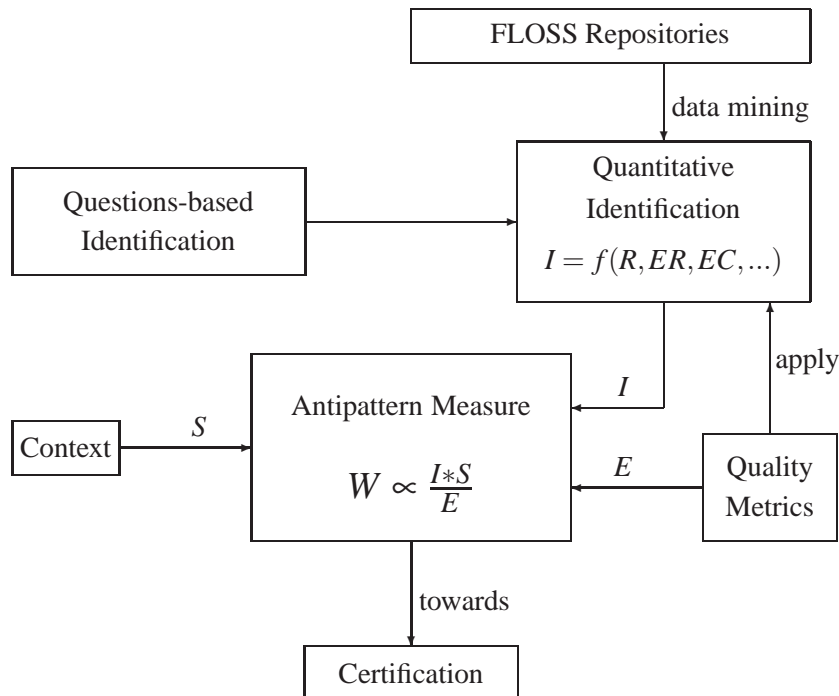 FLOSS Repositories
data mining
Quantitative
Identification
I = f(R, ER, EC, ...)
Questions-based
Identification
apply
Antipattern Measure
W ∝ I∗S/E
I
S
Context
E
Quality
Metrics
towards
Certification